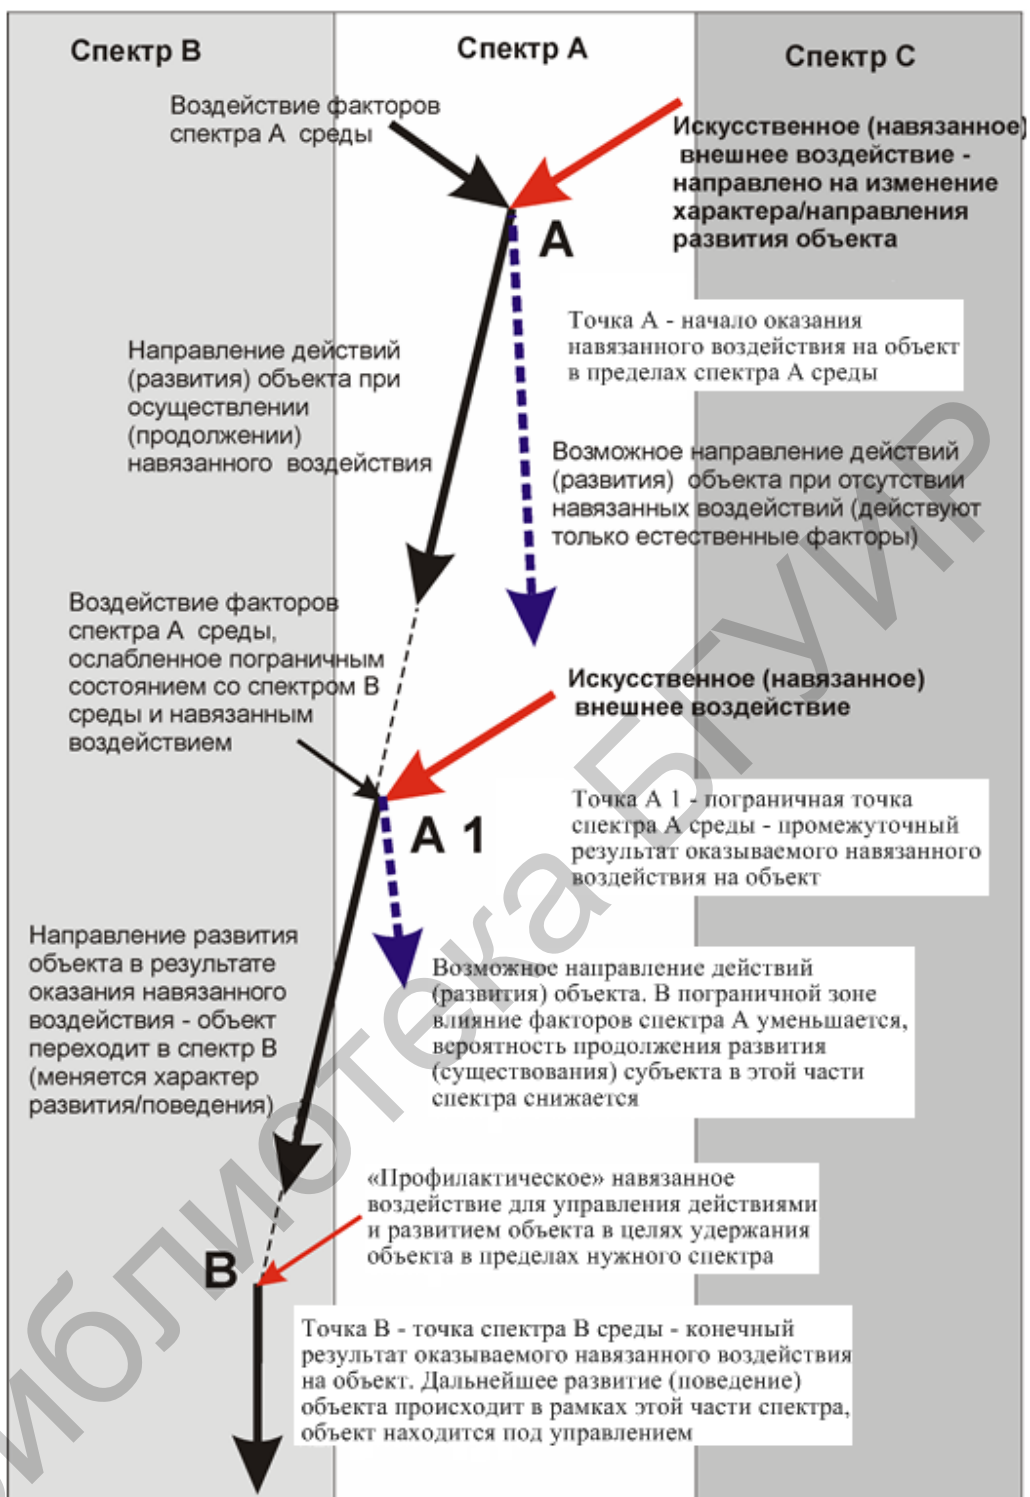 Спектр В
Спектр А
Спектр С
Воздействие факторов
спектра А среды
Искусственное (навязанное)
внешнее воздействие -
направлено на изменение
характера/направления
развития объекта
А
Точка А - начало оказания
навязанного воздействия на объект
в пределах спектра А среды
Направление действий
(развития) объекта при
осуществлении
(продолжении)
навязанного воздействия
Возможное направление действий
(развития) объекта при отсутствии
навязанных воздействий (действуют
только естественные факторы)
Воздействие факторов
спектра А среды,
ослабленное пограничным
состоянием со спектром В
среды и навязанным
воздействием
Искусственное (навязанное)
внешнее воздействие
А 1
Точка А 1 - пограничная точка
спектра А среды - промежуточный
результат оказываемого навязанного
воздействия на объект
Направление развития
объекта в результате
оказания навязанного
воздействия - объект
переходит в спектр В
(меняется характер
развития/поведения)
Возможное направление действий
(развития) объекта. В пограничной зоне
влияние факторов спектра А уменьшается,
вероятность продолжения развития
(существования) субъекта в этой части
спектра снижается
«Профилактическое» навязанное
воздействие для управления действиями
и развитием объекта в целях удержания
объекта в пределах нужного спектра
В
Точка В - точка спектра В среды - конечный
результат оказываемого навязанного воздействия
на объект. Дальнейшее развитие (поведение)
объекта происходит в рамках этой части спектра,
объект находится под управлением
иблиотека БГУИР